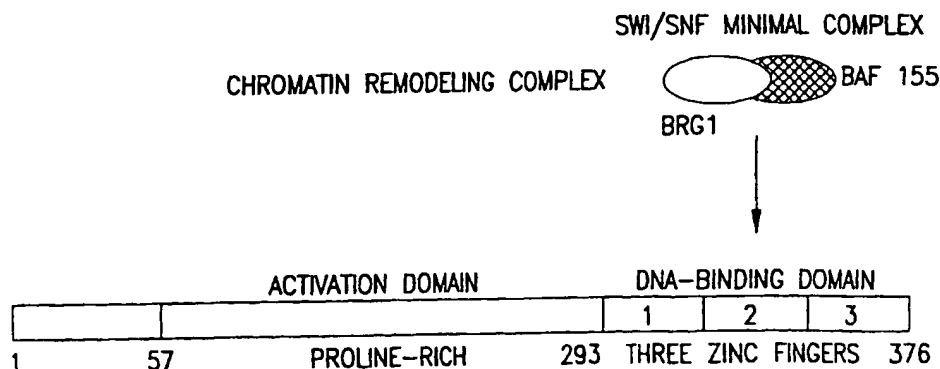 SWI/SNF MINIMAL COMPLEX
CHROMATIN REMODELING COMPLEX
BAF 155
BRG1
ACTIVATION DOMAIN
DNA-BINDING DOMAIN
1 2 3
1 57 PROLINE-RICH 293 THREE ZINC FINGERS 376